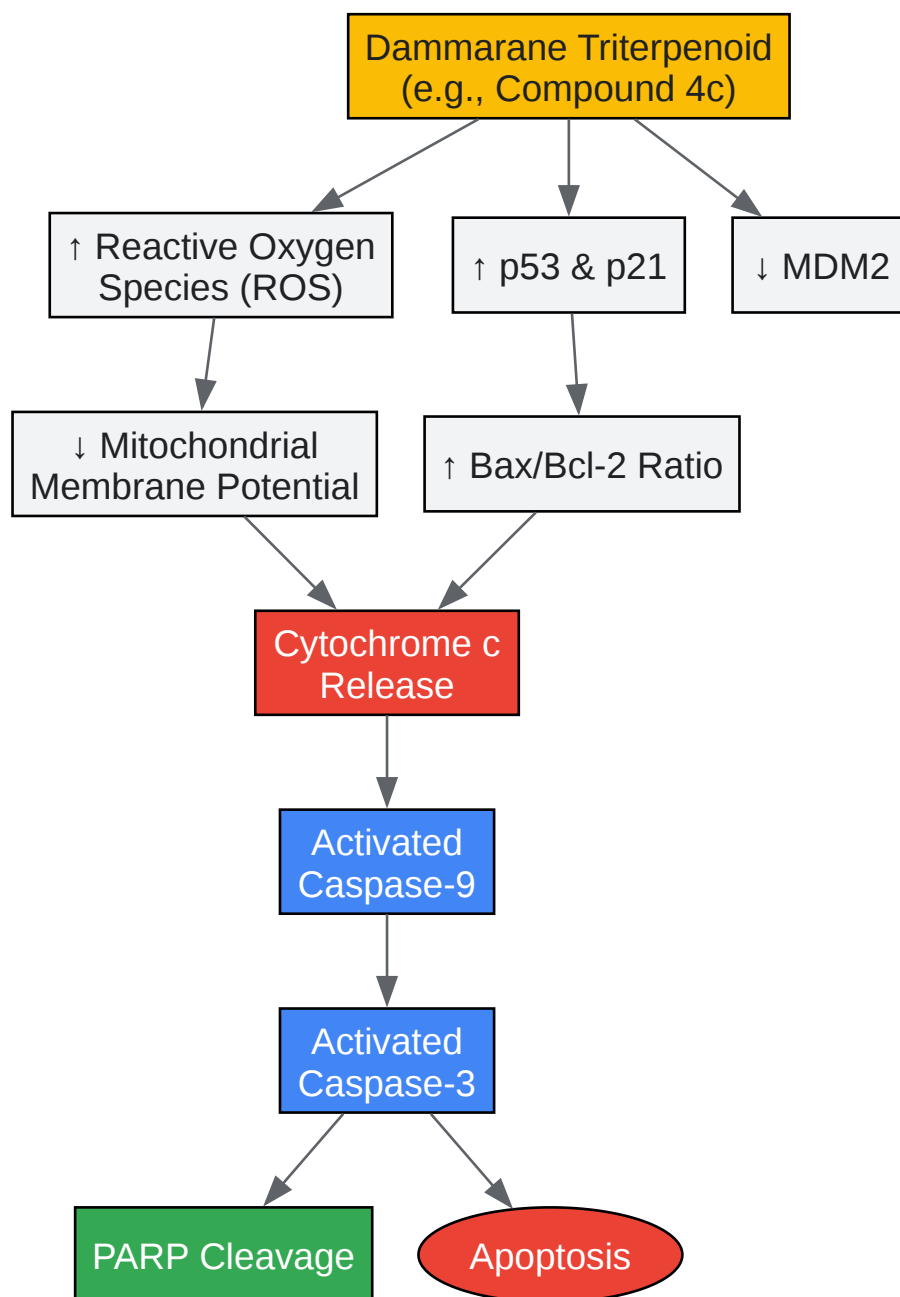 Dammarane Triterpenoid
(e.g., Compound 4c)
↑ Reactive Oxygen
Species (ROS)
↑ p53 & p21
↓ MDM2
↓ Mitochondrial
Membrane Potential
↑ Bax/Bcl-2 Ratio
Cytochrome c
Release
Activated
Caspase-9
Activated
Caspase-3
PARP Cleavage
Apoptosis